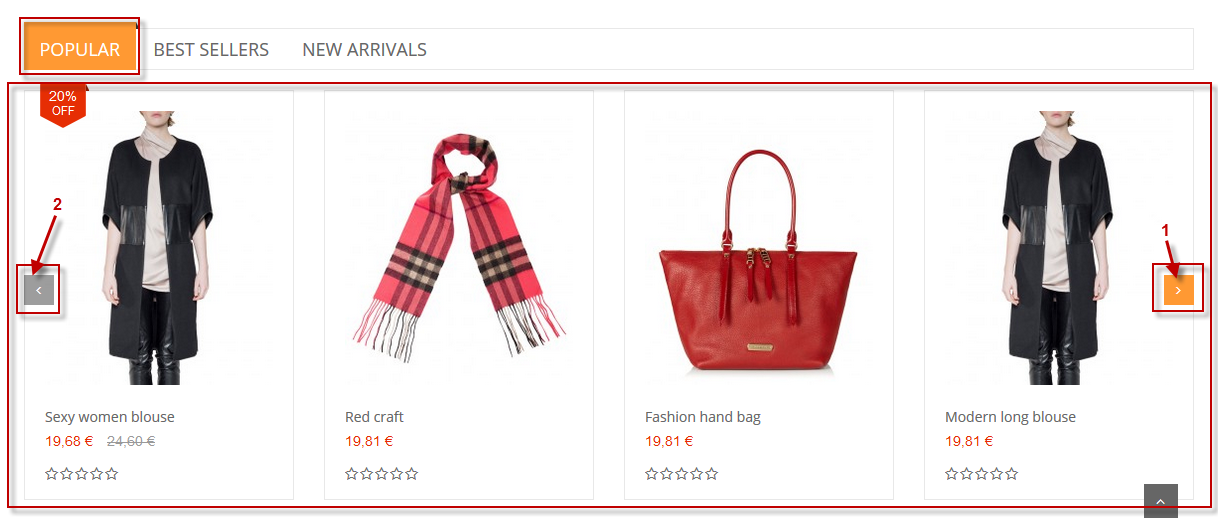 POPULAR BEST SELLERS NEW ARRIVALS
20%
OFF
2
1
Sexy women blouse
19,68 € 24,60 €
Red craft
19,81 €
Fashion hand bag
19,81 €
Modern long blouse
19,81 €